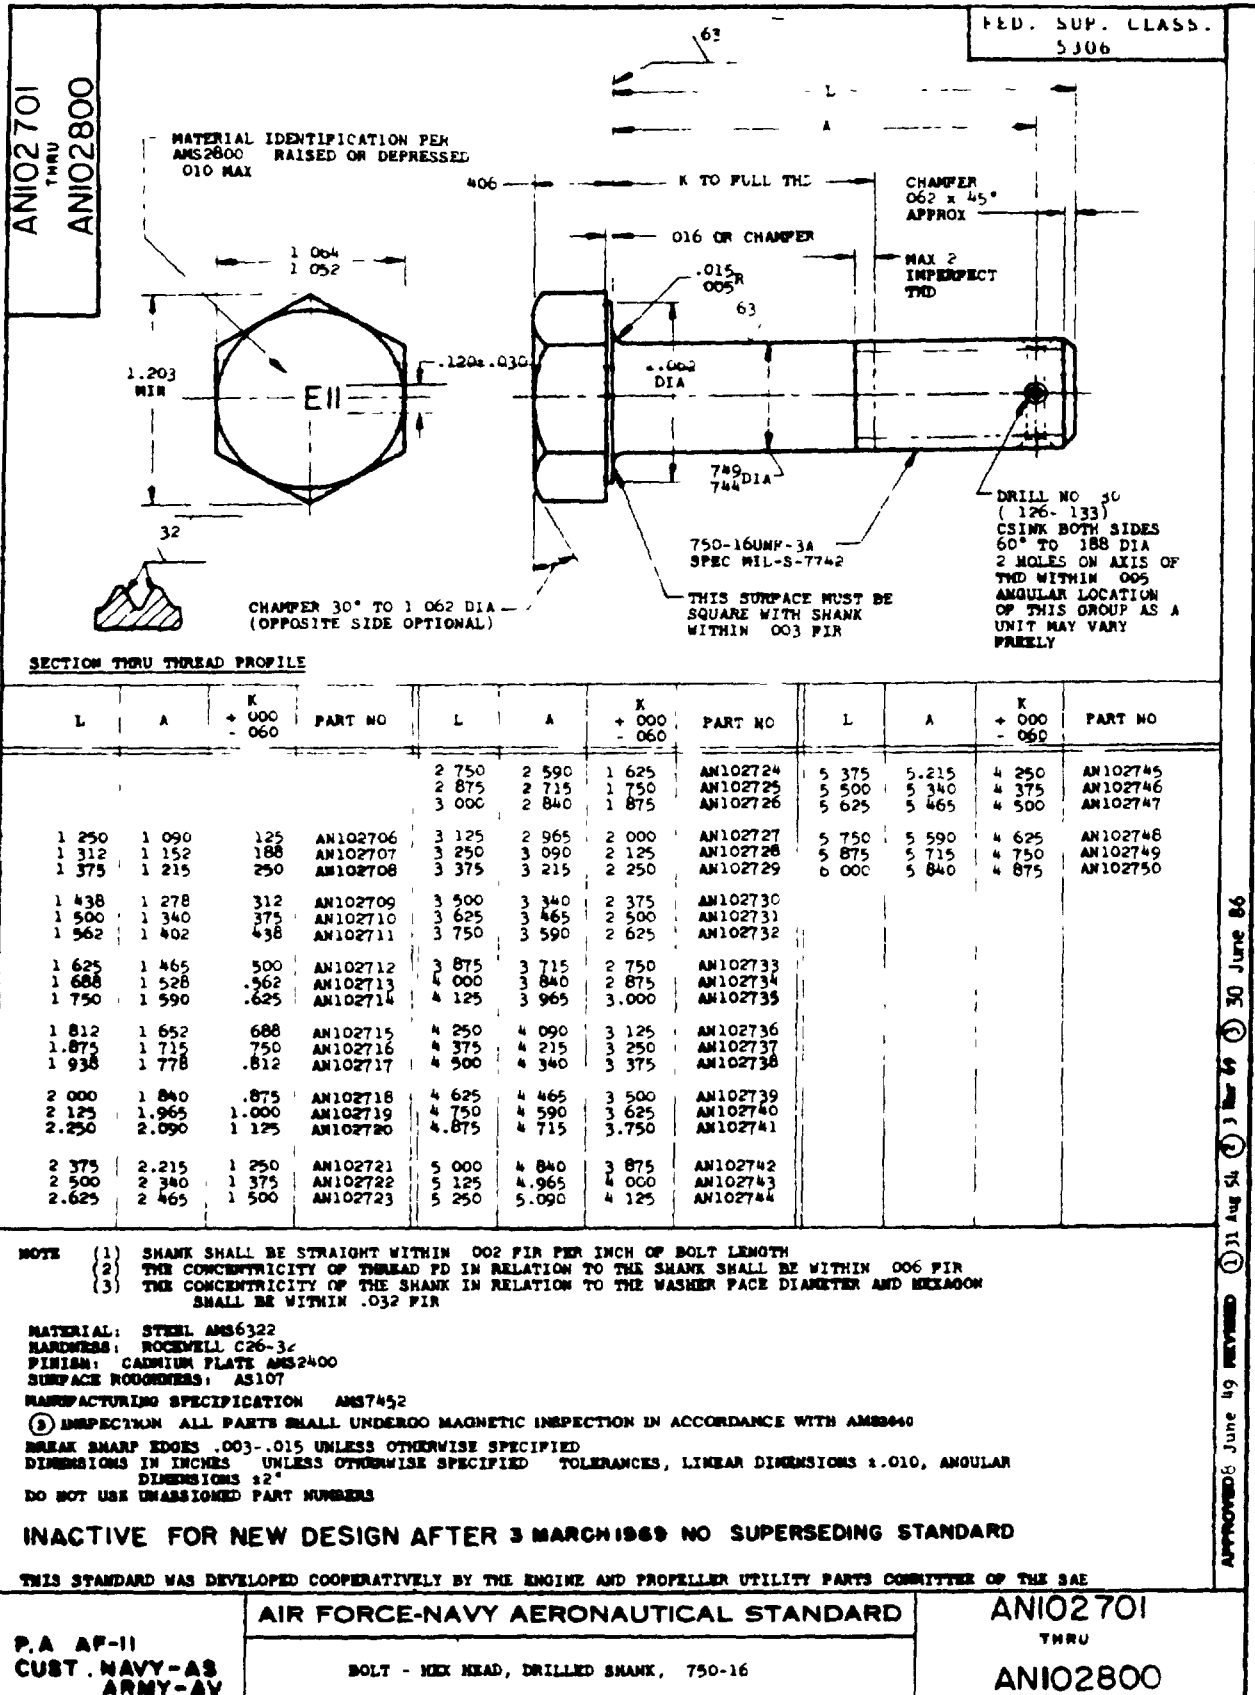 FED. SUP. CLASS.
5306
AN102701
THRU
AN102800
63
L
A
MATERIAL IDENTIFICATION PER
AMS2800 RAISED OR DEPRESSED
010 MAX
406
K TO FULL THD
CHAMFER
062 x 45°
APPROX
016 OR CHAMFER
1 064
1 052
MAX 2
IMPERFECT
THD
.015 R
005
63
1.203
MIN
.120±.030
.062
DIA
E11
749 DIA
744
32
DRILL NO 30
( 126- 133)
CSINK BOTH SIDES
60° TO 188 DIA
2 HOLES ON AXIS OF
THD WITHIN 005
ANGULAR LOCATION
OF THIS GROUP AS A
UNIT MAY VARY
FREELY
750-16UNF-3A
SPEC MIL-S-7742
CHAMFER 30° TO 1 062 DIA
(OPPOSITE SIDE OPTIONAL)
THIS SURFACE MUST BE
SQUARE WITH SHANK
WITHIN 003 FIR
SECTION THRU THREAD PROFILE
L A K + 000 - 060 PART NO L A K + 000 - 060 PART NO L A K + 000 - 060 PART NO
2 750 2 590 1 625 AN102724 5 375 5.215 4 250 AN102745
2 875 2 715 1 750 AN102725 5 500 5 340 4 375 AN102746
3 000 2 840 1 875 AN102726 5 625 5 465 4 500 AN102747
1 250 1 090 125 AN102706 3 125 2 965 2 000 AN102727 5 750 5 590 4 625 AN102748
1 312 1 152 188 AN102707 3 250 3 090 2 125 AN102728 5 875 5 715 4 750 AN102749
1 375 1 215 250 AN102708 3 375 3 215 2 250 AN102729 6 000 5 840 4 875 AN102750
1 438 1 278 312 AN102709 3 500 3 340 2 375 AN102730
1 500 1 340 375 AN102710 3 625 3 465 2 500 AN102731
1 562 1 402 438 AN102711 3 750 3 590 2 625 AN102732
1 625 1 465 500 AN102712 3 875 3 715 2 750 AN102733
1 688 1 528 .562 AN102713 4 000 3 840 2 875 AN102734
1 750 1 590 .625 AN102714 4 125 3 965 3.000 AN102735
1 812 1 652 688 AN102715 4 250 4 090 3 125 AN102736
1.875 1 715 750 AN102716 4 375 4 215 3 250 AN102737
1 938 1 778 .812 AN102717 4 500 4 340 3 375 AN102738
2 000 1 840 .875 AN102718 4 625 4 465 3 500 AN102739
2 125 1.965 1.000 AN102719 4 750 4 590 3 625 AN102740
2.250 2.090 1 125 AN102720 4.875 4 715 3.750 AN102741
2 375 2.215 1 250 AN102721 5 000 4 840 3 875 AN102742
2 500 2 340 1 375 AN102722 5 125 4.965 4 000 AN102743
2.625 2 465 1 500 AN102723 5 250 5.090 4 125 AN102744
NOTE (1) SHANK SHALL BE STRAIGHT WITHIN 002 FIR PER INCH OF BOLT LENGTH
(2) THE CONCENTRICITY OF THREAD PD IN RELATION TO THE SHANK SHALL BE WITHIN 006 FIR
(3) THE CONCENTRICITY OF THE SHANK IN RELATION TO THE WASHER FACE DIAMETER AND HEXAGON
SHALL BE WITHIN .032 FIR
MATERIAL: STEEL AMS6322
HARDNESS: ROCKWELL C26-32
FINISH: CADMIUM PLATE AMS2400
SURFACE ROUGHNESS: AS107
MANUFACTURING SPECIFICATION AMS7452
(3) INSPECTION ALL PARTS SHALL UNDERGO MAGNETIC INSPECTION IN ACCORDANCE WITH
BREAK SHARP EDGES .003-.015 UNLESS OTHERWISE SPECIFIED
DIMENSIONS IN INCHES UNLESS OTHERWISE SPECIFIED TOLERANCES, LINEAR DIMENSIONS ±.010, ANGULAR
DIMENSIONS ±2°
DO NOT USE UNASSIGNED PART NUMBERS
INACTIVE FOR NEW DESIGN AFTER 3 MARCH 1969 NO SUPERSEDING STANDARD
THIS STANDARD WAS DEVELOPED COOPERATIVELY BY THE ENGINE AND PROPELLER UTILITY PARTS COMMITTEE OF THE SAE
APPROVED 8 June 49 REVISED (1) 31 Aug 54 (2) 3 Mar 69 (3) 30 June 86
P.A AF-11
CUST. NAVY-AS
ARMY-AV
AIR FORCE-NAVY AERONAUTICAL STANDARD
BOLT - HEX HEAD, DRILLED SHANK, 750-16
AN102701
THRU
AN102800